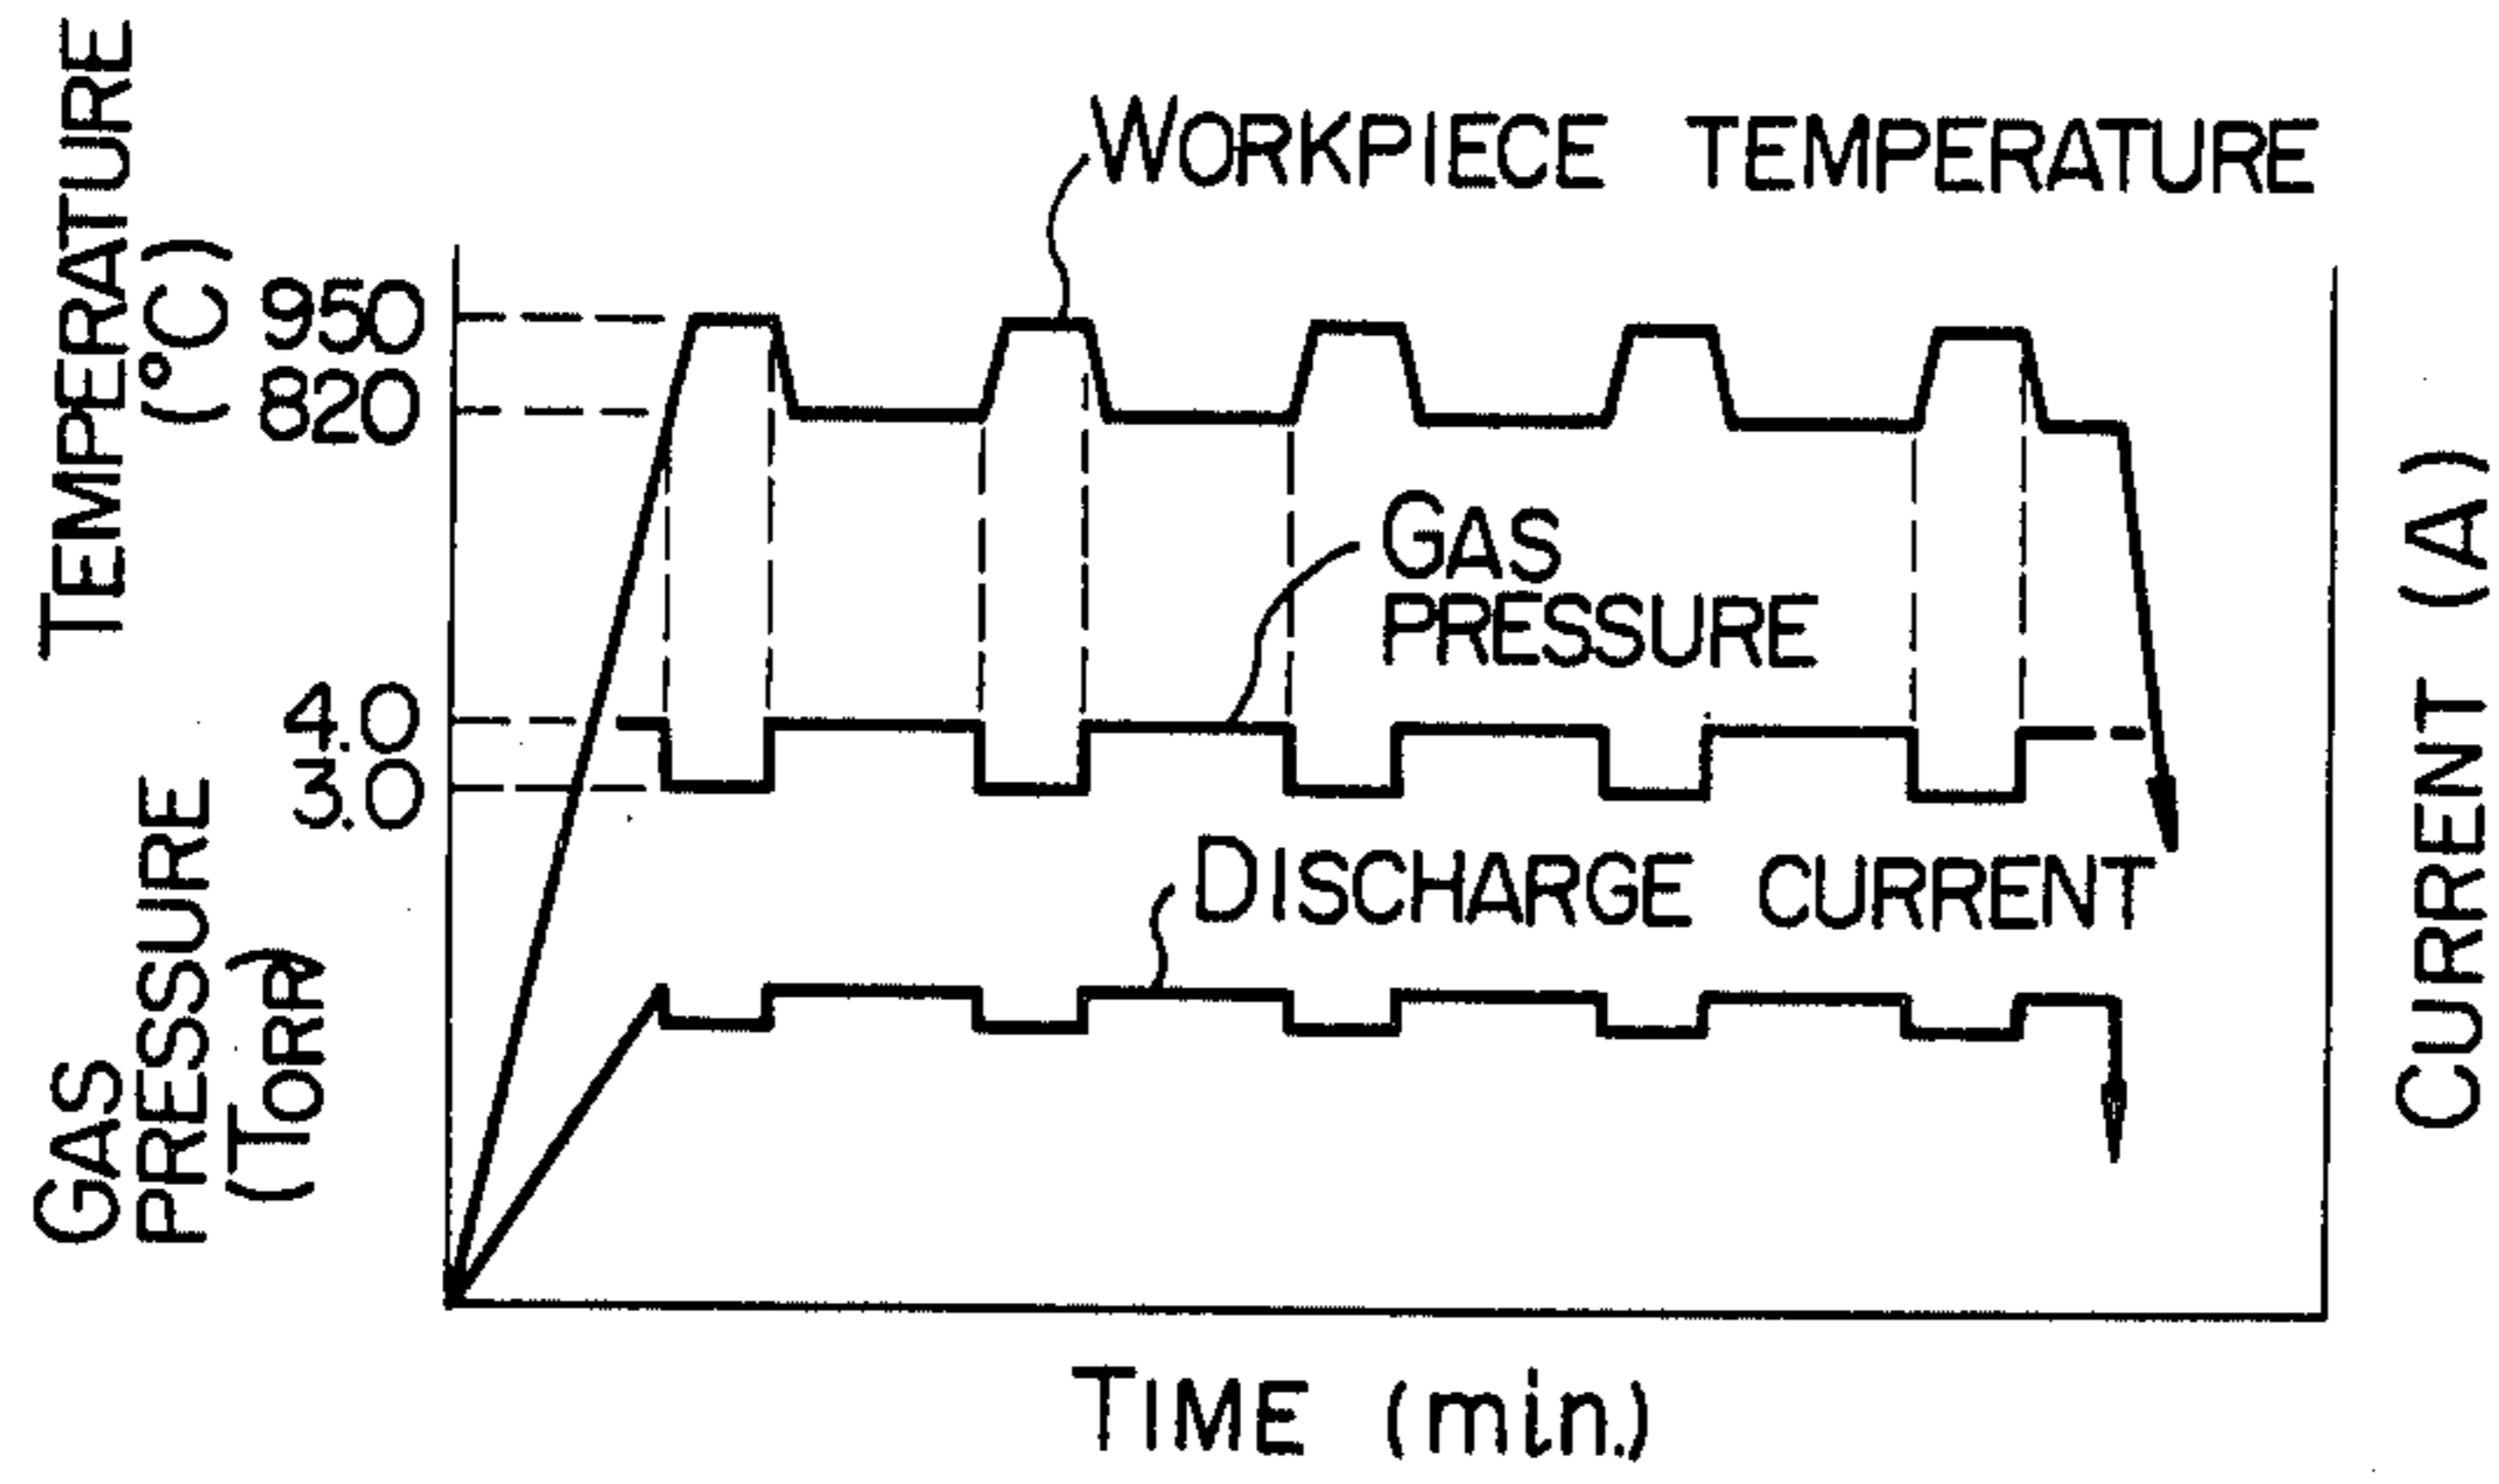 TEMPERATURE
(°C)
950
820
4.0
3.0
GAS
PRESSURE
(TORR)
WORKPIECE TEMPERATURE
GAS
PRESSURE
DISCHARGE CURRENT
CURRENT (A)
TIME (min.)